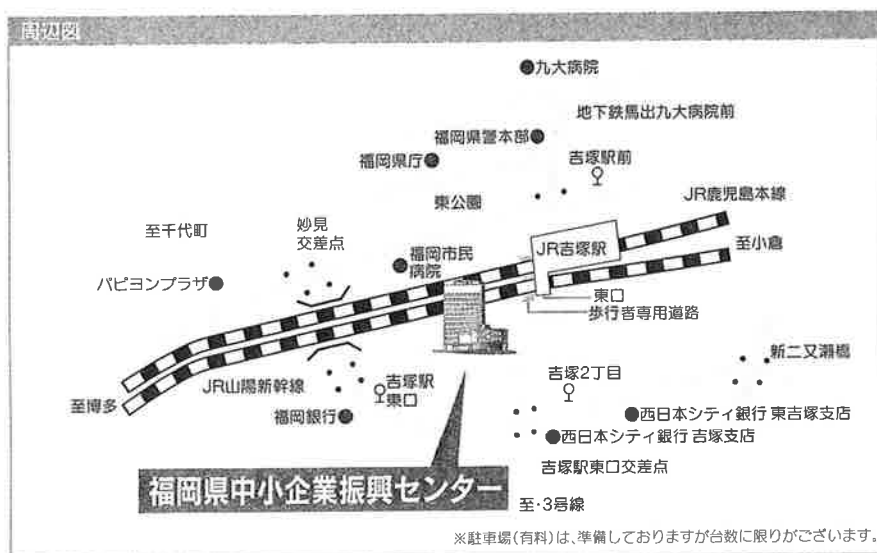 周辺図
九大病院
地下鉄馬出九大病院前
福岡県警本部
福岡県庁
吉塚駅前
東公園
JR鹿児島本線
至千代町
妙見
交差点
JR吉塚駅
至小倉
福岡市民
病院
パピヨンプラザ
東口
歩行者専用道路
新二又瀬橋
JR山陽新幹線
吉塚駅
東口
吉塚2丁目
至博多
福岡銀行
西日本シティ銀行 東吉塚支店
西日本シティ銀行 吉塚支店
吉塚駅東口交差点
福岡県中小企業振興センター
至・3号線
※駐車場(有料)は、準備しておりますが台数に限りがございます。